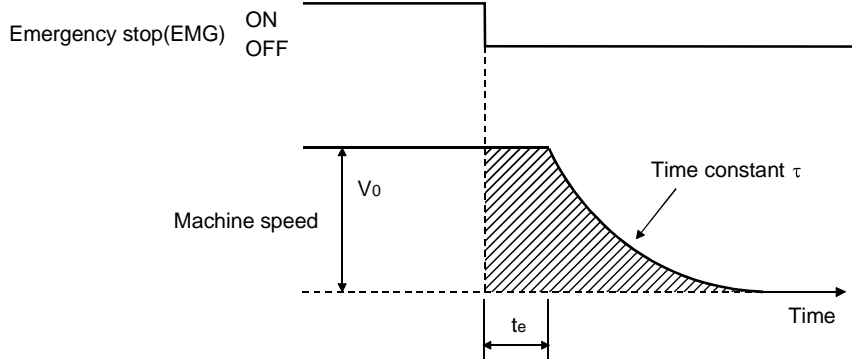 Emergency stop(EMG)
ON
OFF
V0
Time constant τ
Machine speed
Time
te